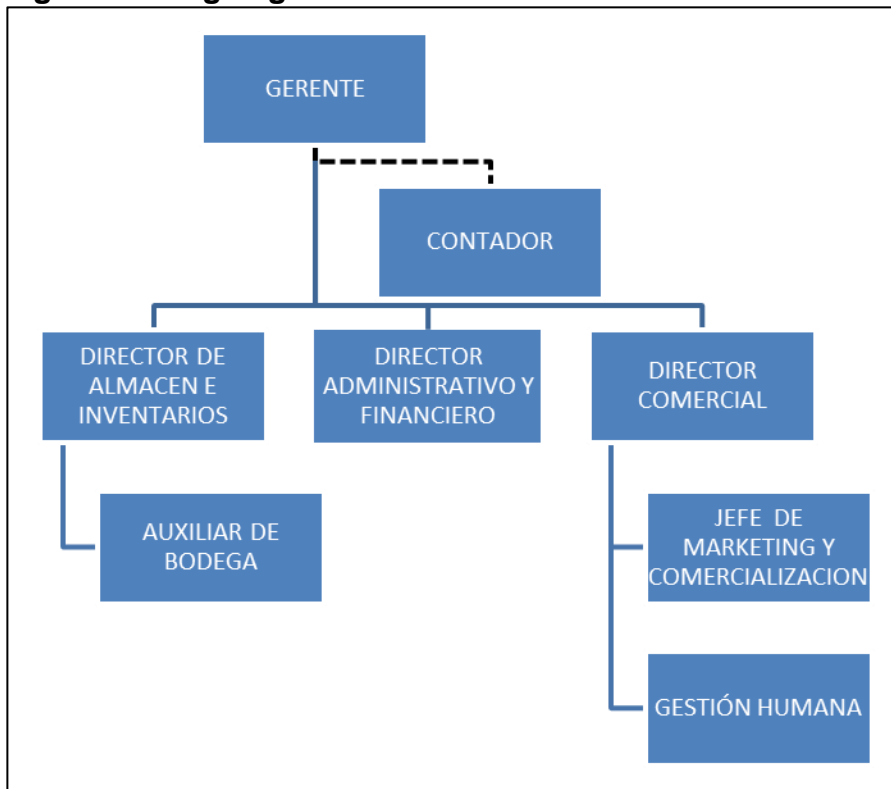 GERENTE
CONTADOR
DIRECTOR DE
ALMACEN E
INVENTARIOS
DIRECTOR
ADMINISTRATIVO Y
FINANCIERO
DIRECTOR
COMERCIAL
AUXILIAR DE
BODEGA
JEFE DE
MARKETING Y
COMERCIALIZACION
GESTIÓN HUMANA